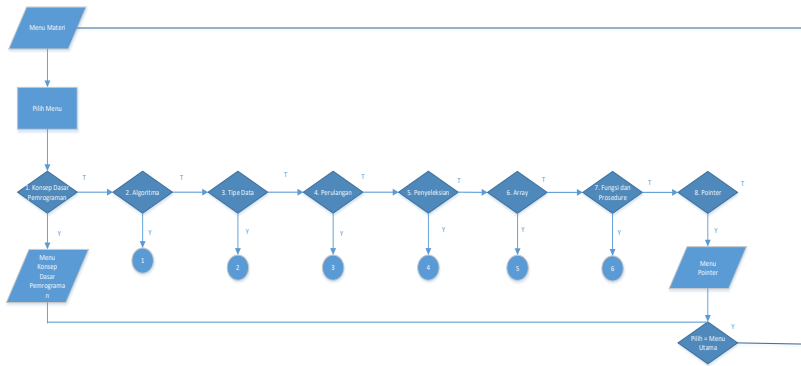 Menu Materi
Pilih Menu
T
T
T
T
T
T
T
T
1. Konsep Dasar
Pemrograman
2. Algoritma
3. Tipe Data
4. Perulangan
5. Penyeleksian
6. Array
7. Fungsi dan
Prosedure
8. Pointer
Y
Y
Y
Y
Y
Y
Y
Y
Menu
Konsep
Dasar
Pemrograma
n
1
2
3
4
5
6
Menu
Pointer
Y
Pilih = Menu
Utama